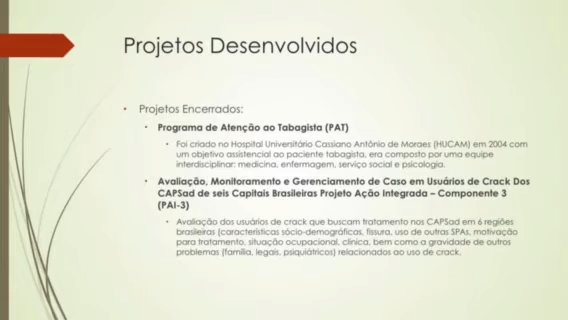 Projetos Desenvolvidos
Projetos Encerrados:
Programa de Atenção ao Tabagista (PAT)
Foi criado no Hospital Universitário Cassiano Antônio de Moraes (HUCAM) em 2004 com
um objetivo assistencial ao paciente tabagista, era composto por uma equipe
interdisciplinar: medicina, enfermagem, serviço social e psicologia.
Avaliação, Monitoramento e Gerenciamento de Caso em Usuários de Crack Dos
CAPSad de seis Capitais Brasileiras Projeto Ação Integrada – Componente 3
(PAI-3)
Avaliação dos usuários de crack que buscam tratamento nos CAPSad em 6 regiões
brasileiras (características sócio-demográficas, fissura, uso de outras SPAs, motivação
para tratamento, situação ocupacional, clínica, bem como a gravidade de outros
problemas (família, legais, psiquiátricos) relacionados ao uso de crack.